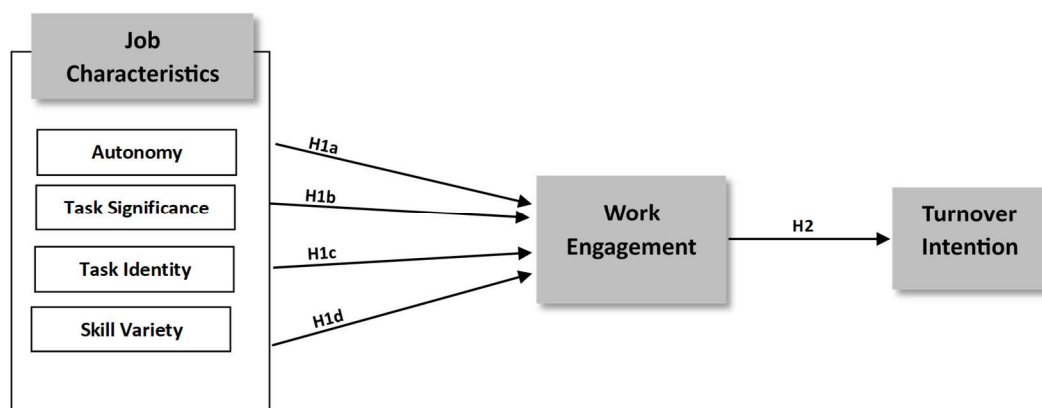 Job
Characteristics
Autonomy
Task Significance
Task Identity
Skill Variety
H1a
H1b
H1c
H1d
Work
Engagement
H2
Turnover
Intention